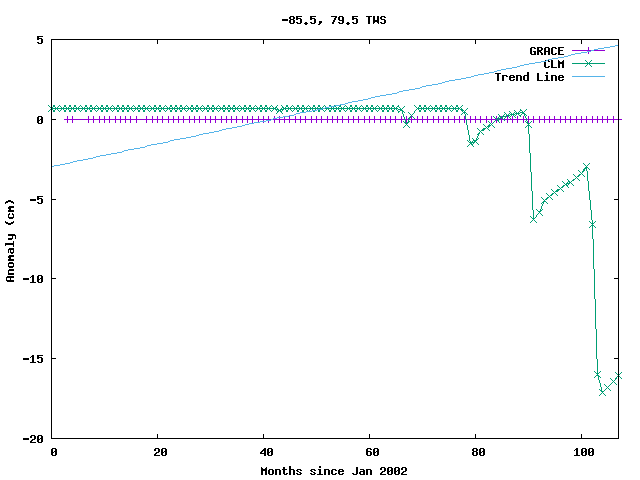 -85.5, 79.5 TWS
GRACE
CLM
Trend Line
5
0
-5
-10
-15
-20
Anomaly (cm)
0 20 40 60 80 100
Months since Jan 2002